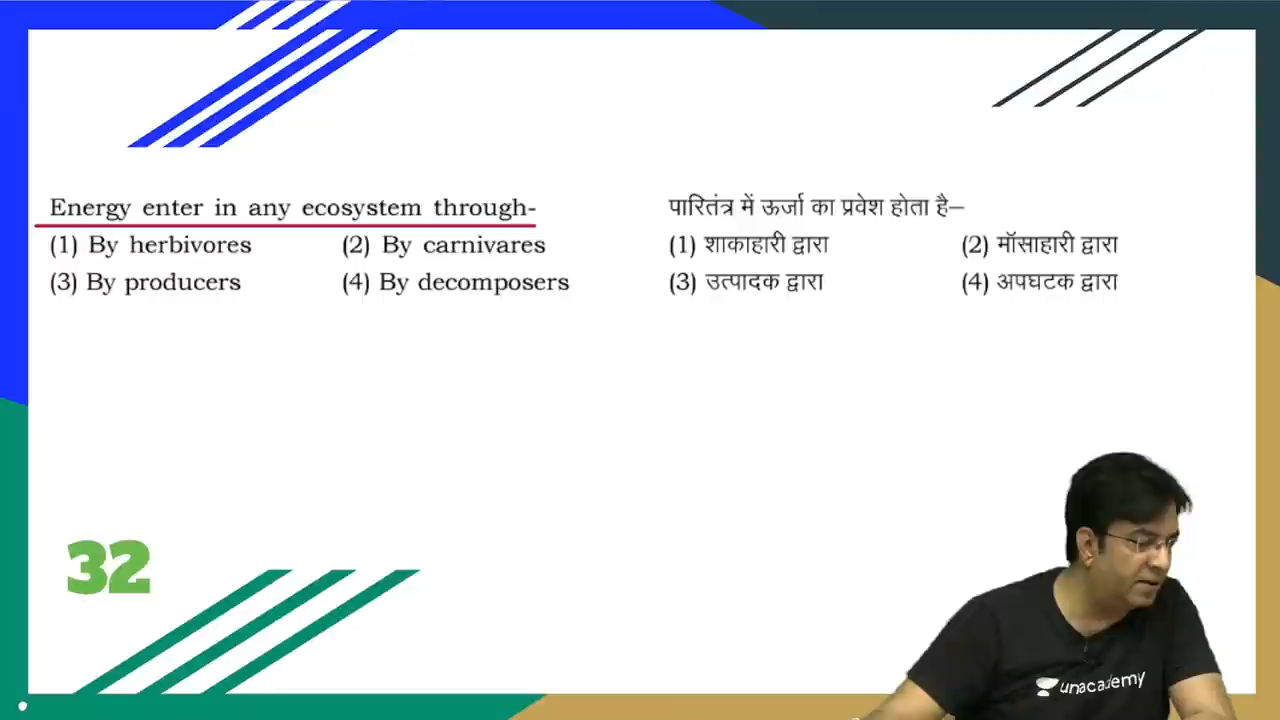 Energy enter in any ecosystem through-
(1) By herbivores (2) By carnivares
(3) By producers (4) By decomposers
पारितंत्र में ऊर्जा का प्रवेश होता है–
(1) शाकाहारी द्वारा (2) मॉसाहारी द्वारा
(3) उत्पादक द्वारा (4) अपघटक द्वारा
32
unacademy